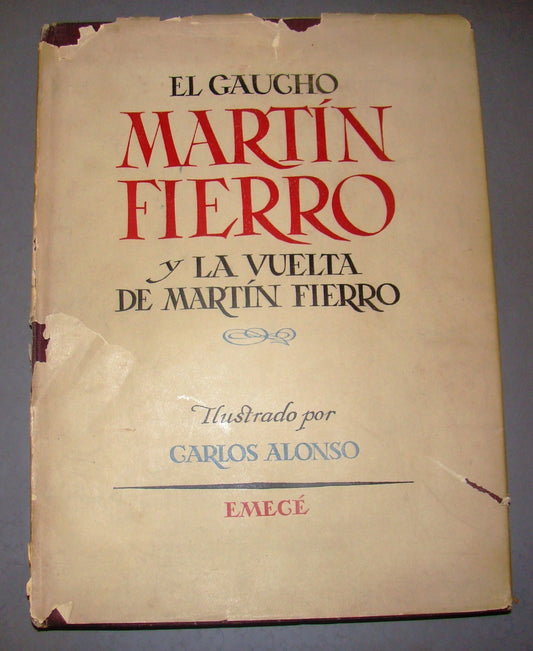 EL GAUCHO
MARTÍN
FIERRO
y LA VUELTA
DE MARTÍN FIERRO
Ilustrado por
CARLOS ALONSO
EMECÉ